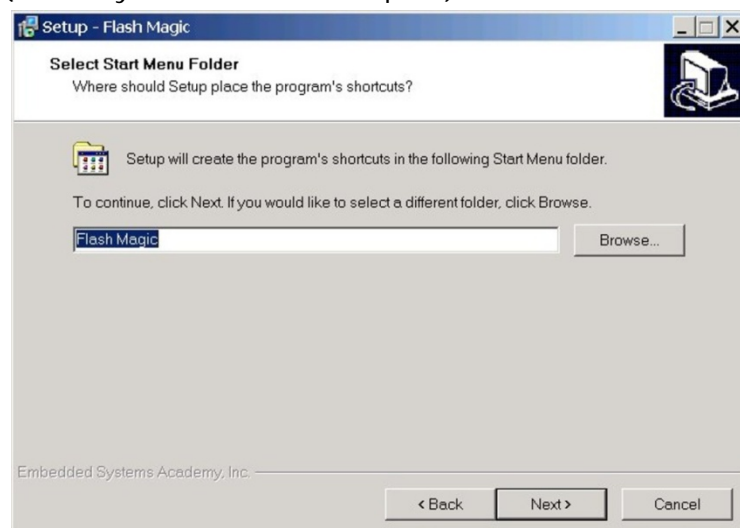 Setup - Flash Magic
Select Start Menu Folder
Where should Setup place the program's shortcuts?
Setup will create the program's shortcuts in the following Start Menu folder.
To continue, click Next. If you would like to select a different folder, click Browse.
Flash Magic
Browse...
Embedded Systems Academy, Inc.
< Back
Next >
Cancel